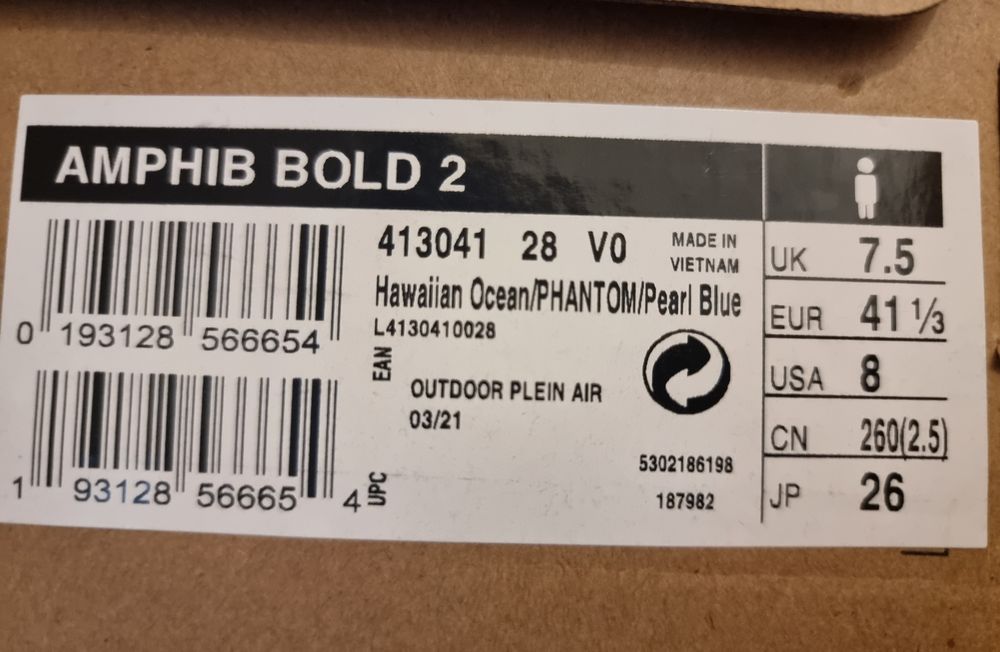 AMPHIB BOLD 2
0 193128 566654
EAN
1 93128 56665 4
UPC
413041 28 V0
MADE IN
VIETNAM
Hawaiian Ocean/PHANTOM/Pearl Blue
L4130410028
OUTDOOR PLEIN AIR
03/21
5302186198
187982
UK 7.5
EUR 41 1/3
USA 8
CN 260(2.5)
JP 26